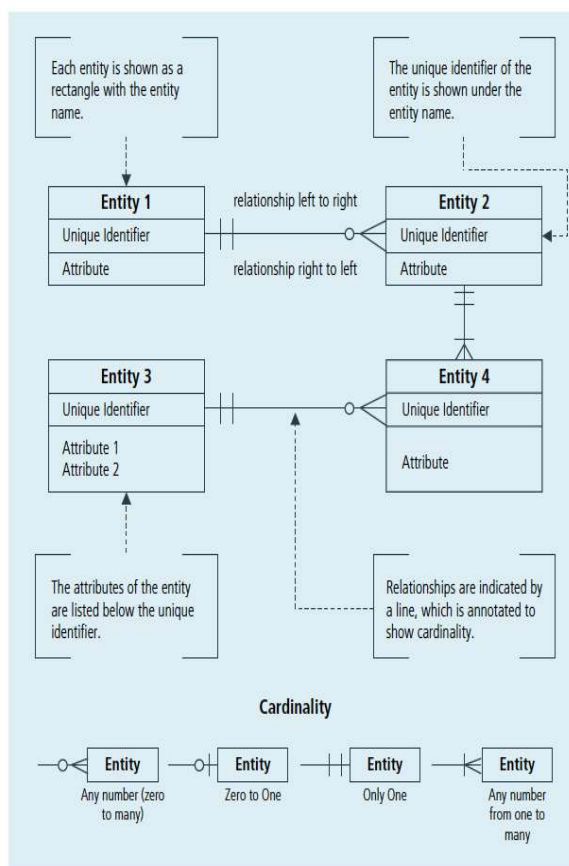 Each entity is shown as a
rectangle with the entity
name.
The unique identifier of the
entity is shown under the
entity name.
Entity 1
Unique Identifier
Attribute
relationship left to right
relationship right to left
Entity 2
Unique Identifier
Attribute
Entity 3
Unique Identifier
Attribute 1
Attribute 2
Entity 4
Unique Identifier
Attribute
The attributes of the entity
are listed below the unique
identifier.
Relationships are indicated by
a line, which is annotated to
show cardinality.
Cardinality
Entity
Any number (zero
to many)
Entity
Zero to One
Entity
Only One
Entity
Any number
from one to
many